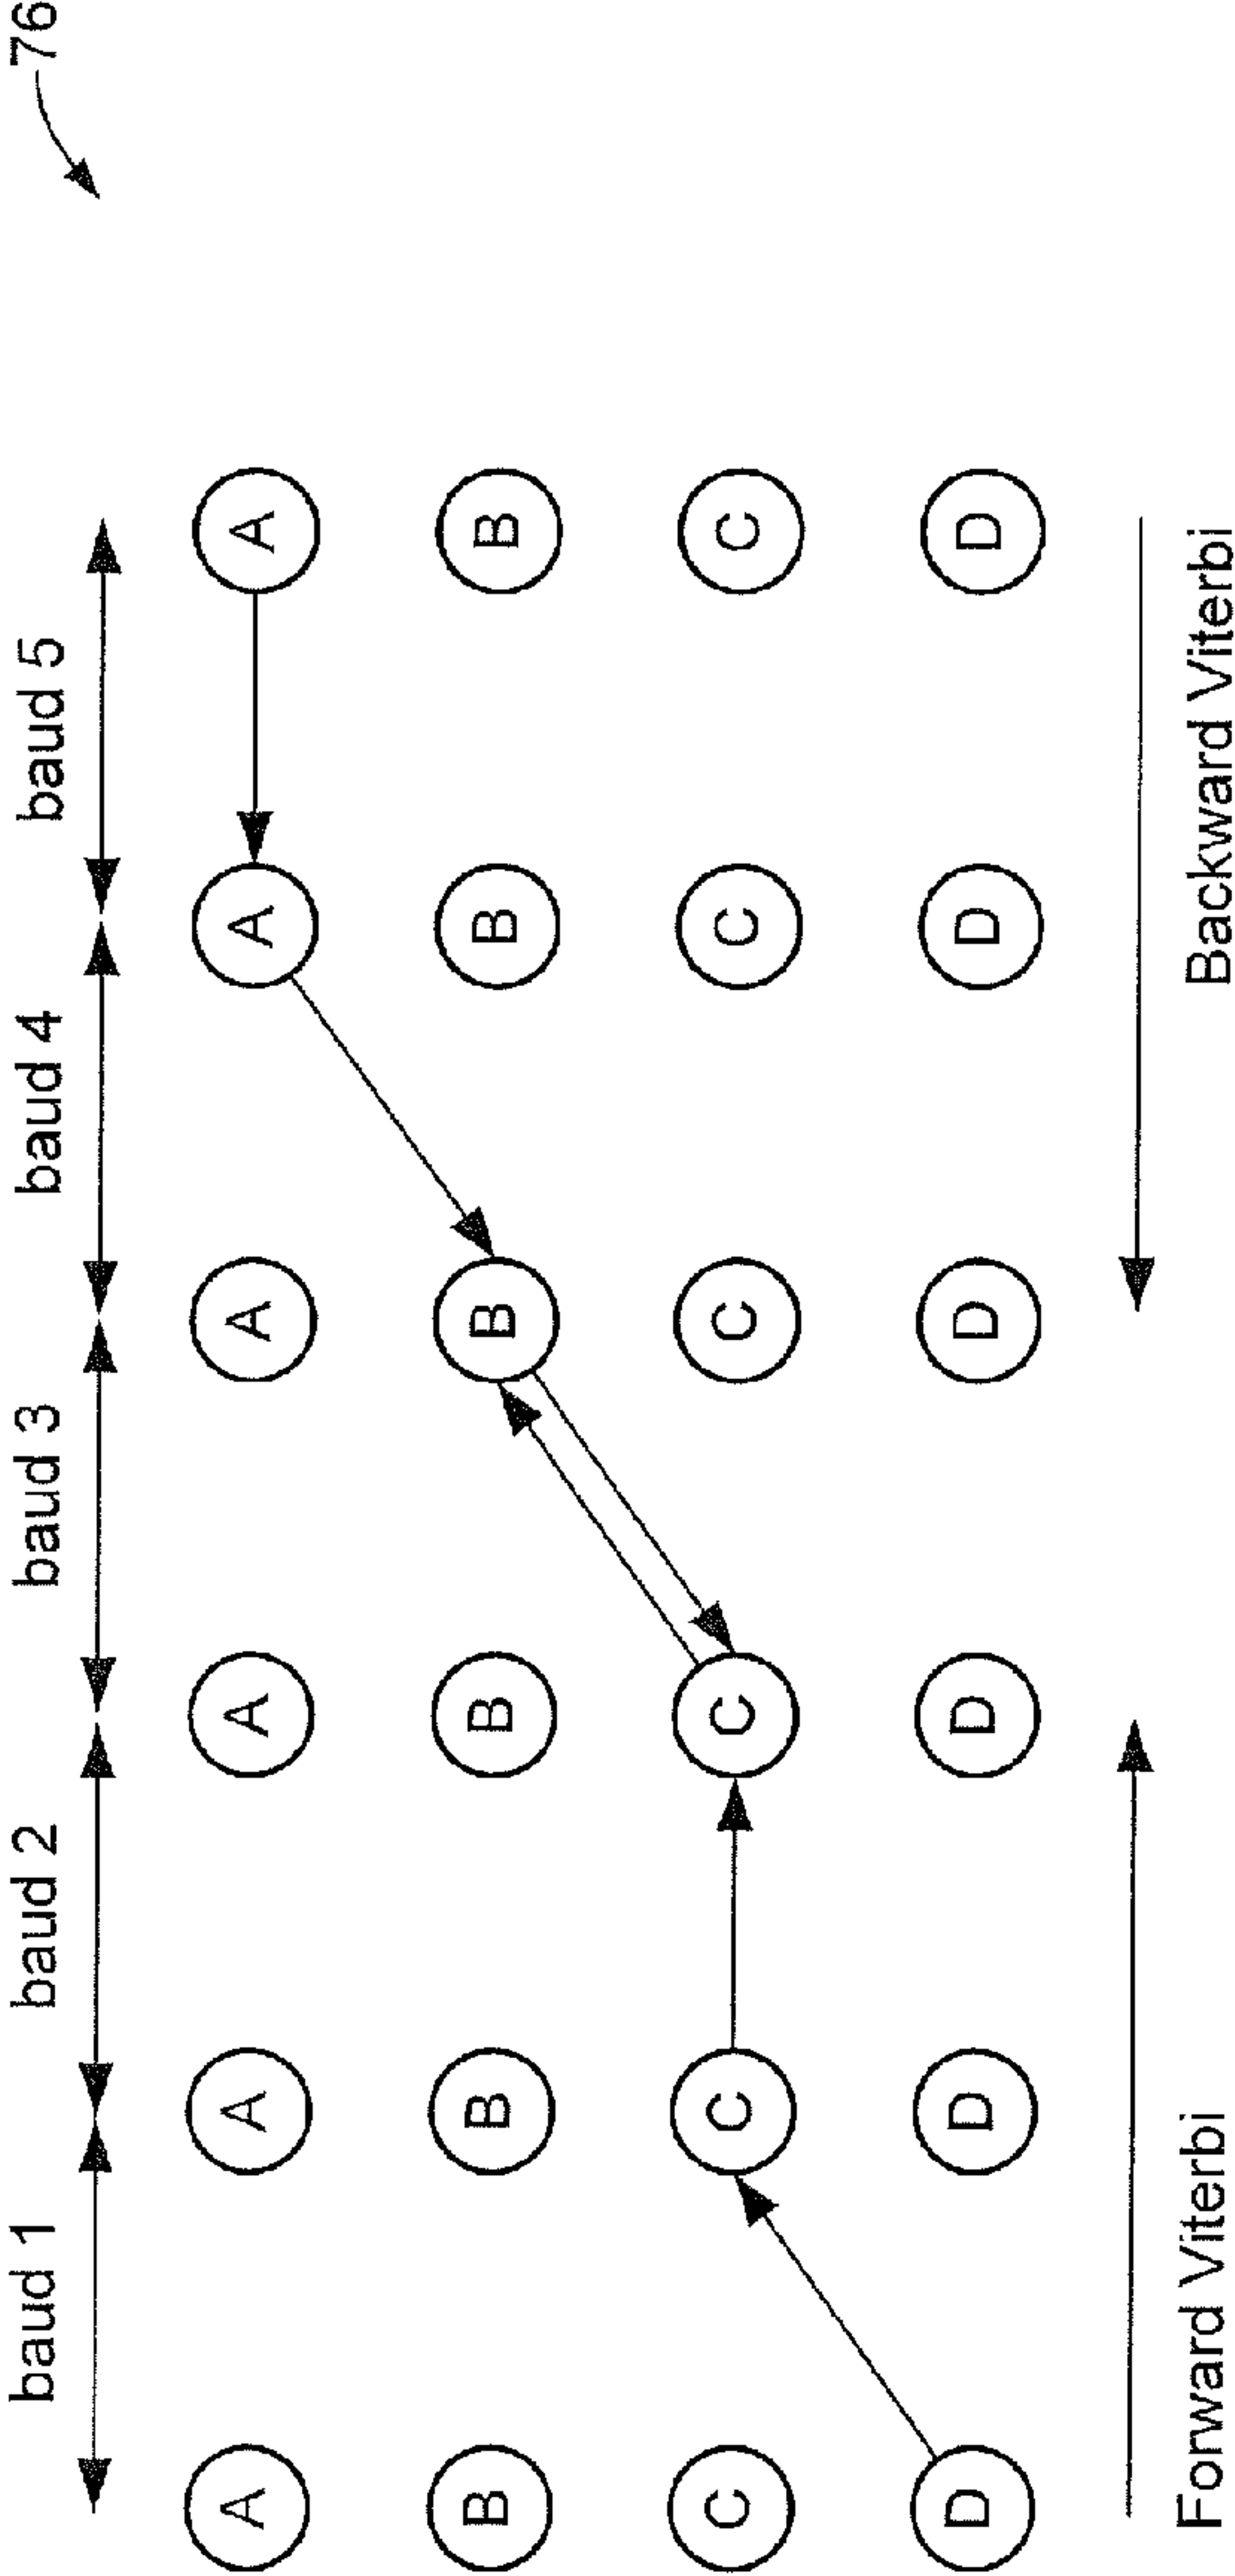 76
baud 1 baud 2 baud 3 baud 4 baud 5
A A A A A A
B B B B B B
C C C C C C
D D D D D D
Forward Viterbi Backward Viterbi